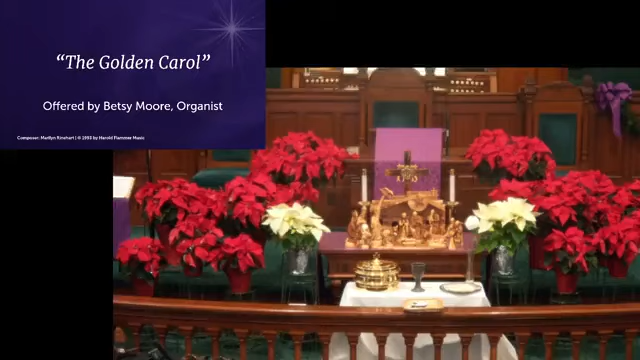 “The Golden Carol”
Offered by Betsy Moore, Organist
Composer: Marilyn Rinehart | © 1993 by Harold Flammer Music